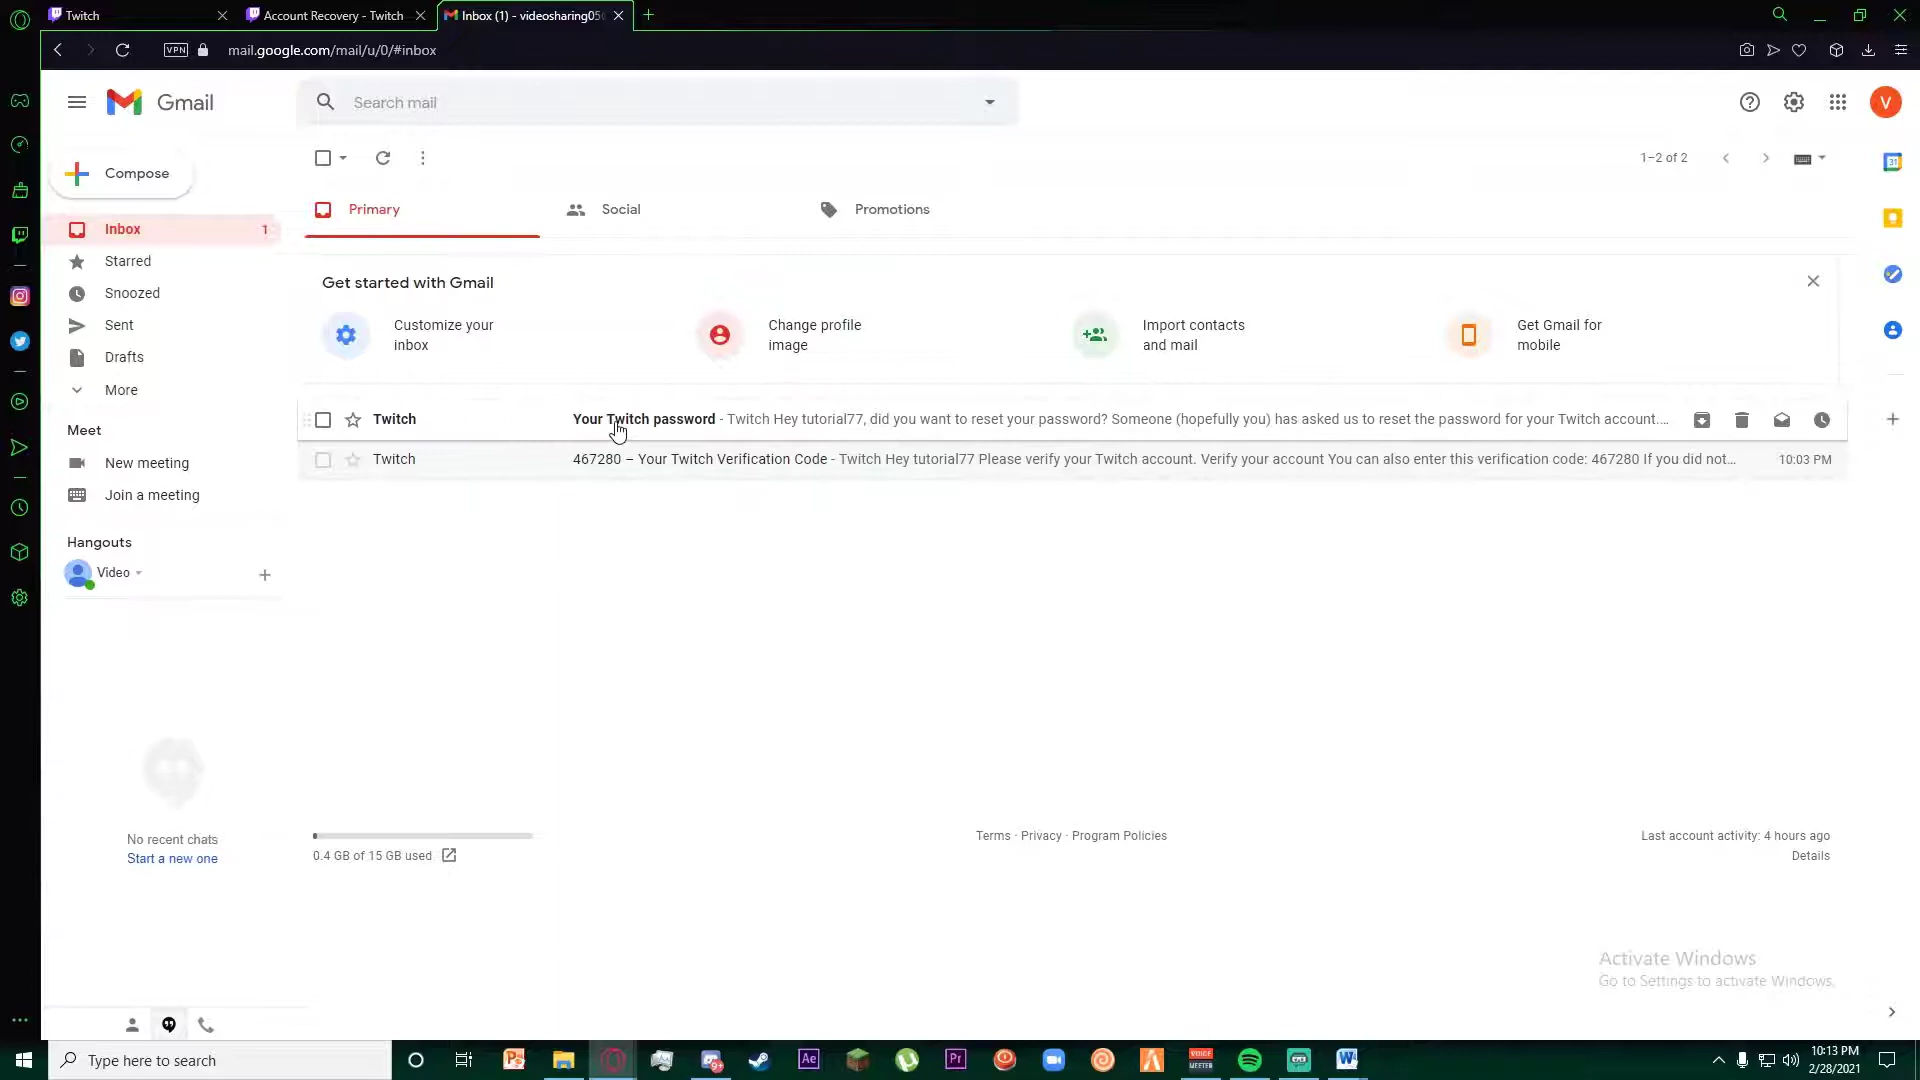 Twitch
Account Recovery - Twitch
Inbox (1) - videosharing05
VPN
mail.google.com/mail/u/0/#inbox
Gmail
Search mail
V
Compose
1–2 of 2
31
Primary
Social
Promotions
Inbox
1
Starred
Snoozed
Sent
Drafts
More
Get started with Gmail
Customize your
inbox
Change profile
image
Import contacts
and mail
Get Gmail for
mobile
Twitch
Your Twitch password - Twitch Hey tutorial77, did you want to reset your password? Someone (hopefully you) has asked us to reset the password for your Twitch account.…
Twitch
467280 – Your Twitch Verification Code - Twitch Hey tutorial77 Please verify your Twitch account. Verify your account You can also enter this verification code: 467280 If you did not…
10:03 PM
Meet
New meeting
Join a meeting
Hangouts
Video
No recent chats
Start a new one
0.4 GB of 15 GB used
Terms · Privacy · Program Policies
Last account activity: 4 hours ago
Details
Activate Windows
Go to Settings to activate Windows.
Type here to search
9+
Ae
Pr
VOICE
MEETER
W
10:13 PM
2/28/2021